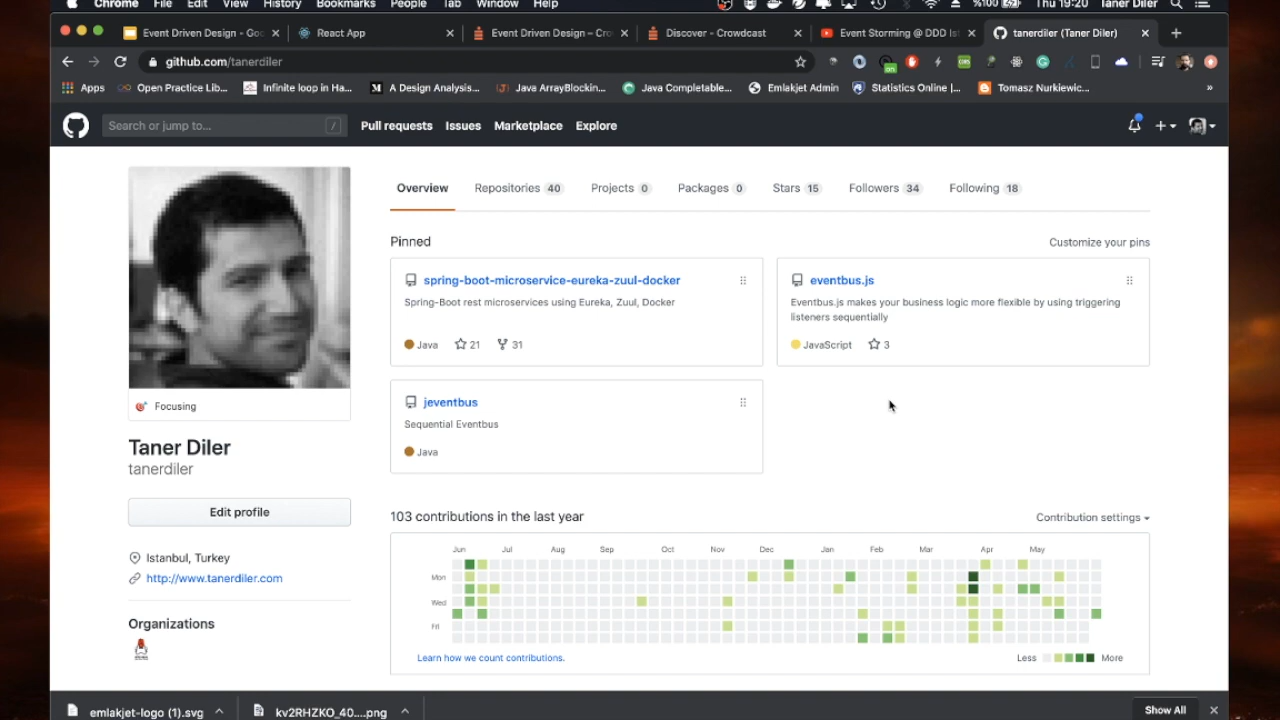 Chrome File Edit View History Bookmarks People Tab Window Help %100 Thu 19:20 Taner Diler
Event Driven Design - Goo React App Event Driven Design – Cro Discover - Crowdcast Event Storming @ DDD Ist tanerdiler (Taner Diler)
github.com/tanerdiler
Apps Open Practice Lib... Infinite loop in Ha... A Design Analysis... Java ArrayBlockin... Java Completable... Emlakjet Admin Statistics Online |... Tomasz Nurkiewic... »
Search or jump to... / Pull requests Issues Marketplace Explore
Overview Repositories 40 Projects 0 Packages 0 Stars 15 Followers 34 Following 18
Pinned Customize your pins
spring-boot-microservice-eureka-zuul-docker
Spring-Boot rest microservices using Eureka, Zuul, Docker
Java 21 31
eventbus.js
Eventbus.js makes your business logic more flexible by using triggering
listeners sequentially
JavaScript 3
jeventbus
Sequential Eventbus
Java
Focusing
Taner Diler
tanerdiler
Edit profile
Istanbul, Turkey
http://www.tanerdiler.com
Organizations
103 contributions in the last year Contribution settings
Jun Jul Aug Sep Oct Nov Dec Jan Feb Mar Apr May
Mon
Wed
Fri
Learn how we count contributions. Less More
emlakjet-logo (1).svg kv2RHZKO_40....png Show All